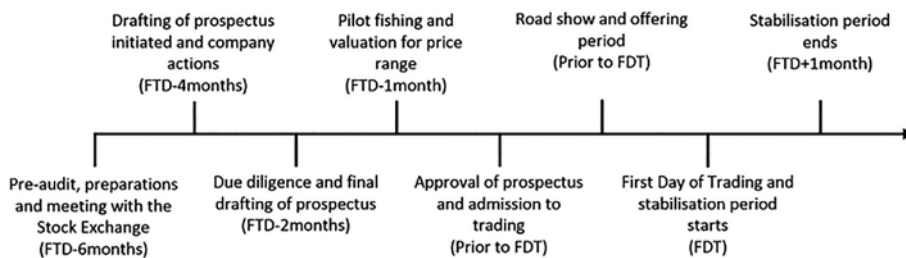 Drafting of prospectus
initiated and company
actions
(FTD-4months)
Pilot fishing and
valuation for price
range
(FTD-1month)
Road show and offering
period
(Prior to FDT)
Stabilisation period
ends
(FTD+1month)
Pre-audit, preparations
and meeting with the
Stock Exchange
(FTD-6months)
Due diligence and final
drafting of prospectus
(FTD-2months)
Approval of prospectus
and admission to
trading
(Prior to FDT)
First Day of Trading and
stabilisation period
starts
(FDT)